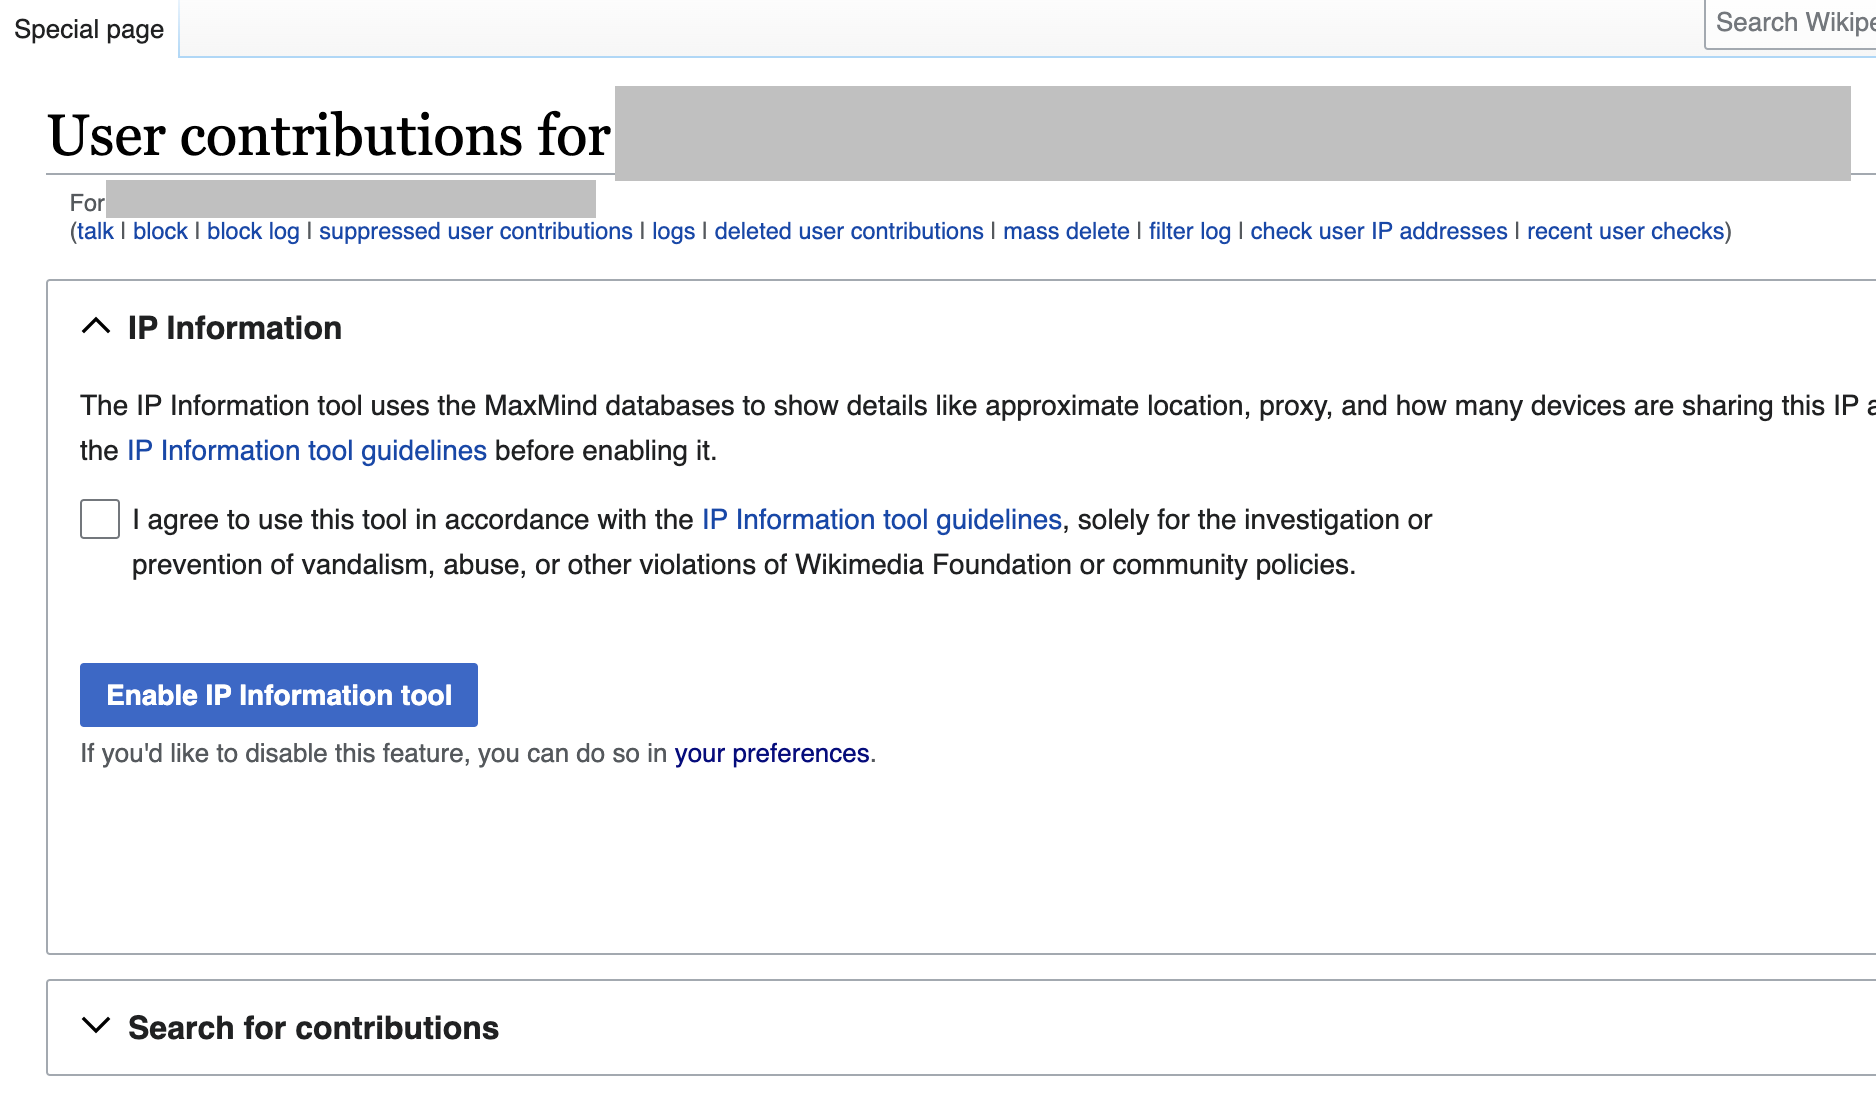 Special page
Search Wikipe
User contributions for
For
(talk | block | block log | suppressed user contributions | logs | deleted user contributions | mass delete | filter log | check user IP addresses | recent user checks)
IP Information
The IP Information tool uses the MaxMind databases to show details like approximate location, proxy, and how many devices are sharing this IP a
the IP Information tool guidelines before enabling it.
I agree to use this tool in accordance with the IP Information tool guidelines, solely for the investigation or
prevention of vandalism, abuse, or other violations of Wikimedia Foundation or community policies.
Enable IP Information tool
If you'd like to disable this feature, you can do so in your preferences.
Search for contributions